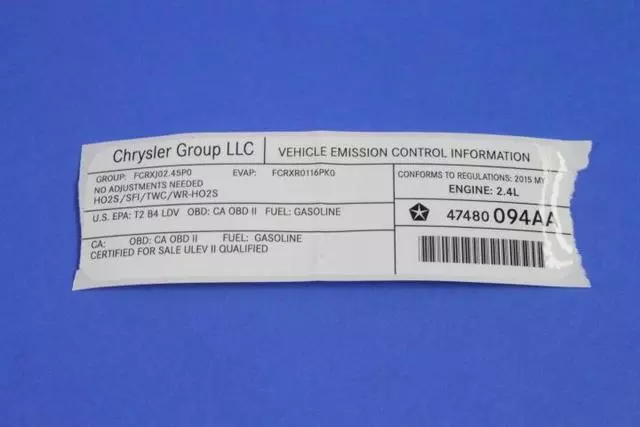 Chrysler Group LLC
VEHICLE EMISSION CONTROL INFORMATION
GROUP: FCRXJ02.45P0 EVAP: FCRXR0116PK0
NO ADJUSTMENTS NEEDED
HO2S/SFI/TWC/WR-HO2S
CONFORMS TO REGULATIONS: 2015 MY
ENGINE: 2.4L
U.S. EPA: T2 B4 LDV OBD: CA OBD II FUEL: GASOLINE
47480 094AA
CA: OBD: CA OBD II FUEL: GASOLINE
CERTIFIED FOR SALE ULEV II QUALIFIED